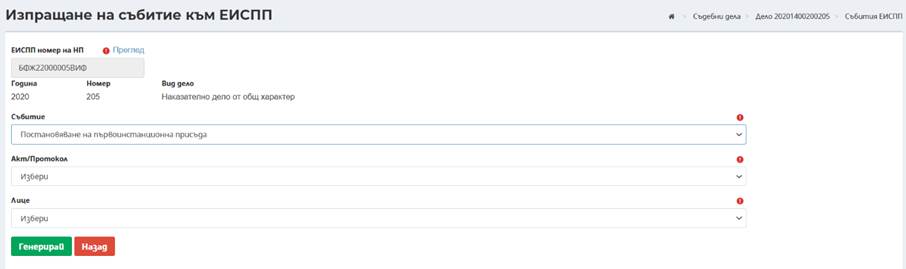 Изпращане на събитие към ЕИСПП
Съдебни дела > Дело 20201400200205 > Събития ЕИСПП
ЕИСПП номер на НП Преглед
БФЖ22000005ВИФ
Година Номер Вид дело
2020 205 Наказателно дело от общ характер
Събитие
Постановяване на първоинстанционна присъда
Акт/Протокол
Избери
Лице
Избери
Генерирай Назад